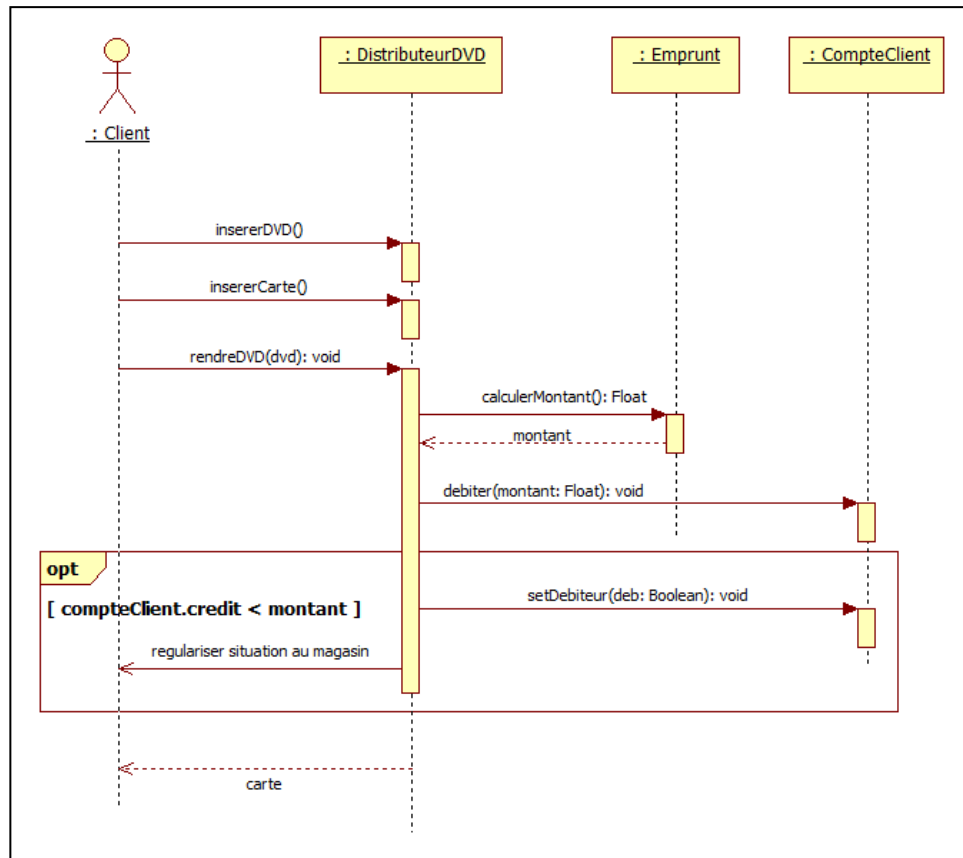 : Client
: DistributeurDVD
: Emprunt
: CompteClient
insererDVD()
insererCarte()
rendreDVD(dvd): void
calculerMontant(): Float
montant
debiter(montant: Float): void
opt
[ compteClient.credit < montant ]
setDebiteur(deb: Boolean): void
regulariser situation au magasin
carte